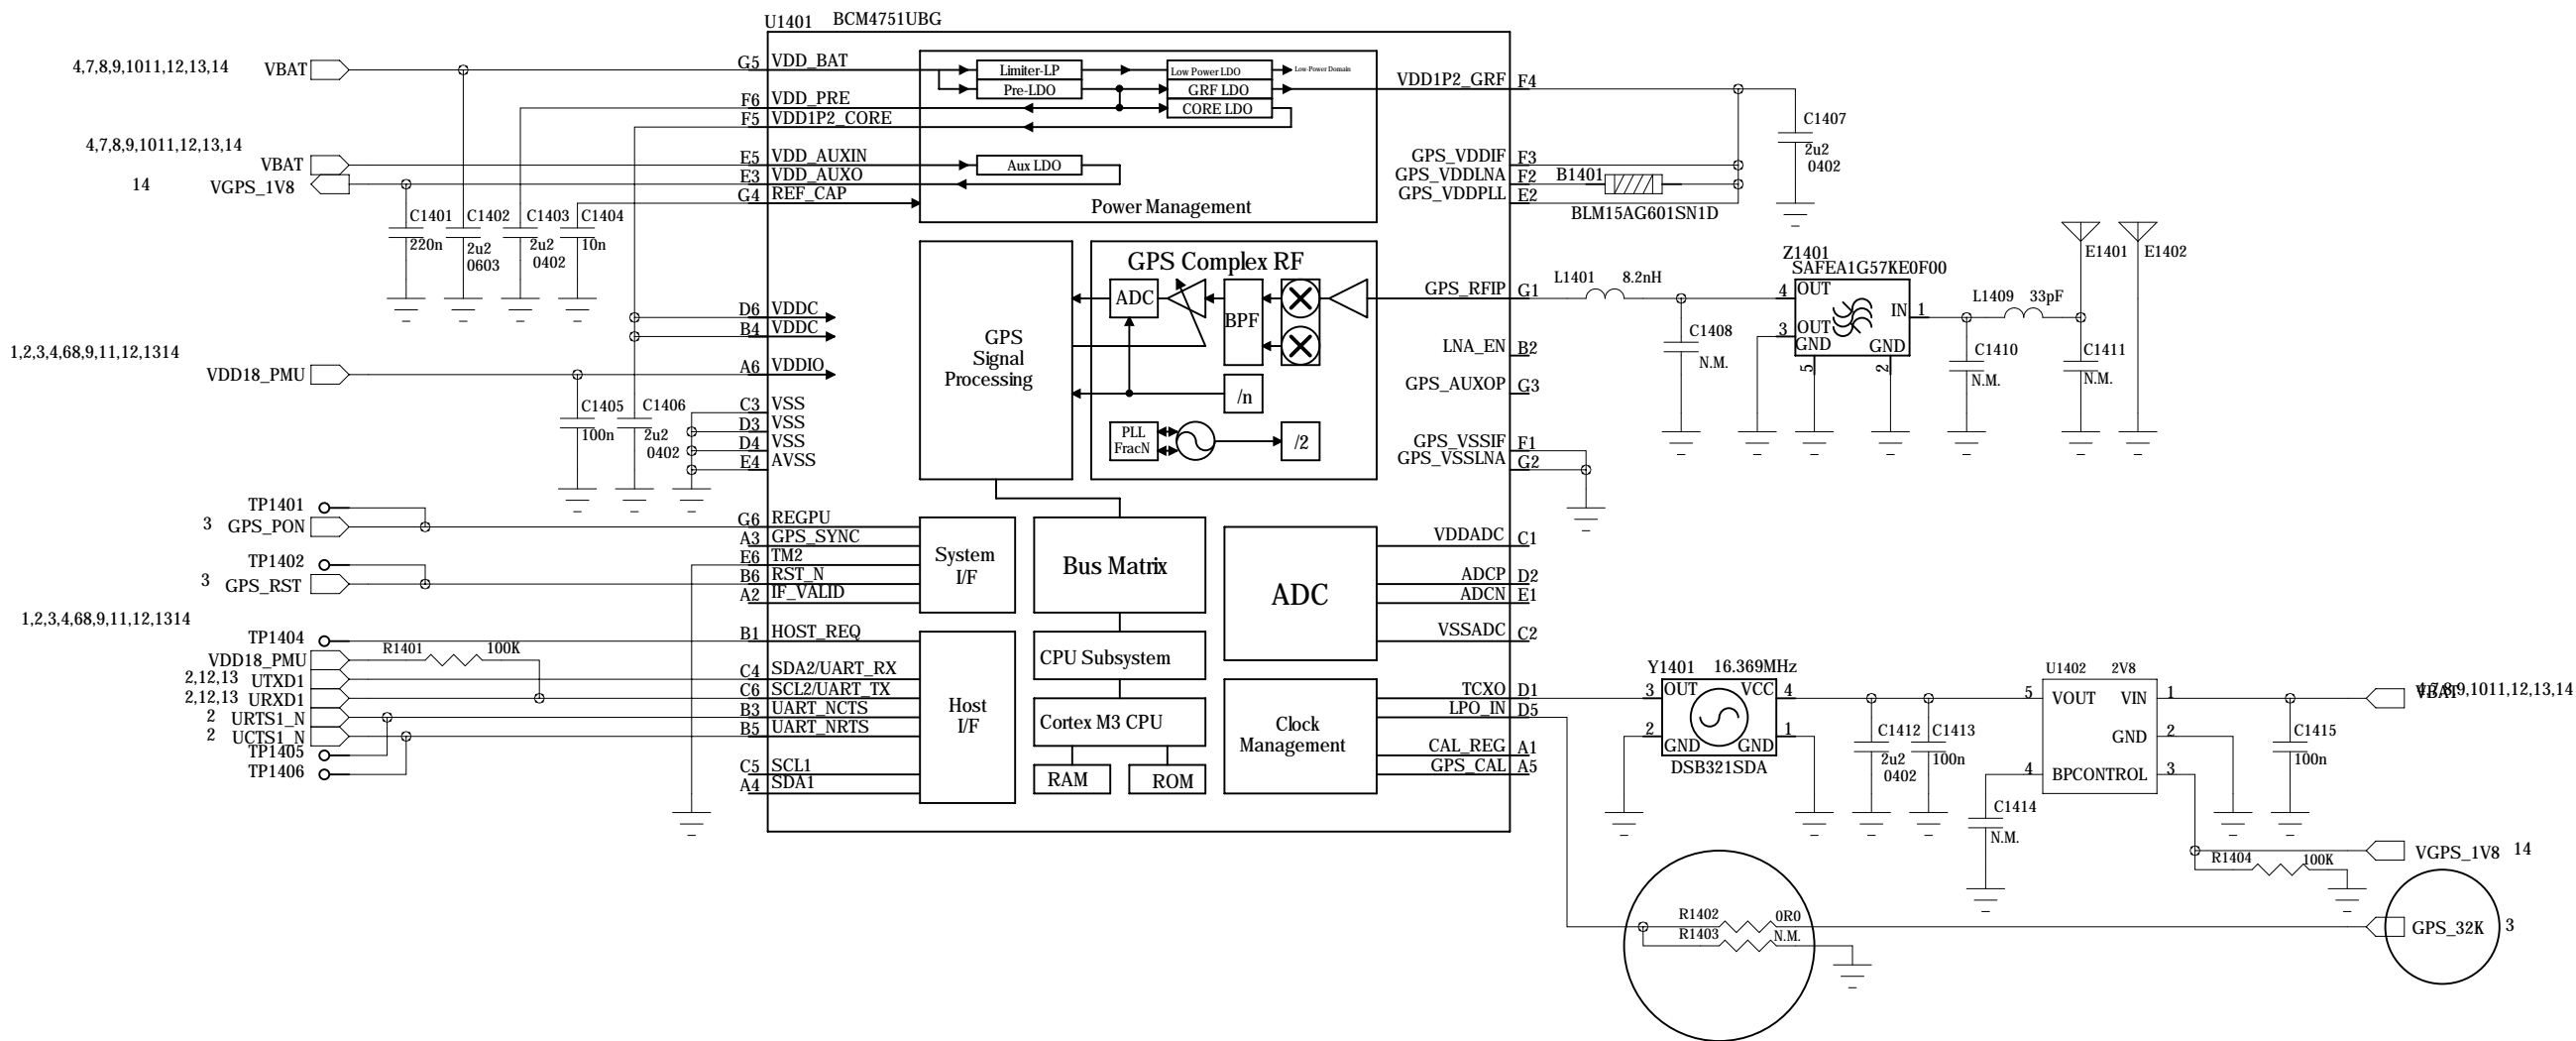 U1401 BCM4751UBG
4,7,8,9,1011,12,13,14 VBAT G5 VDD_BAT
Limiter-LP Low Power LDO Low-Power Domain
Pre-LDO GRF LDO VDD1P2_GRF F4
F6 VDD_PRE CORE LDO
F5 VDD1P2_CORE
C1407
2u2
0402
4,7,8,9,1011,12,13,14
VBAT E5 VDD_AUXIN Aux LDO GPS_VDDIF F3
14 VGPS_1V8 E3 VDD_AUXO GPS_VDDLNA F2 B1401
G4 REF_CAP GPS_VDDPLL E2
Power Management BLM15AG601SN1D
C1401 C1402 C1403 C1404
220n 2u2 2u2 10n
0603 0402
GPS Complex RF
E1401 E1402
Z1401
SAFEA1G57KE0F00
ADC BPF GPS_RFIP G1 L1401 8.2nH 4 OUT
IN 1 L1409 33pF
3 OUT
GND GND
5 2
D6 VDDC
B4 VDDC
GPS
Signal
Processing
C1408
N.M.
C1410
N.M.
C1411
N.M.
LNA_EN B2
1,2,3,4,68,9,11,12,1314
VDD18_PMU A6 VDDIO
GPS_AUXOP G3
/n
C1405 C1406
100n 2u2
0402
C3 VSS
D3 VSS
D4 VSS
E4 AVSS
PLL
FracN
/2
GPS_VSSIF F1
GPS_VSSLNA G2
TP1401
3 GPS_PON G6 REGPU
A3 GPS_SYNC
TP1402 E6 TM2
3 GPS_RST B6 RST_N
A2 IF_VALID
System
I/F
Bus Matrix
ADC
VDDADC C1
ADCP D2
ADCN E1
VSSADC C2
1,2,3,4,68,9,11,12,1314
TP1404 B1 HOST_REQ
VDD18_PMU R1401 100K
2,12,13 UTXD1 C4 SDA2/UART_RX
2,12,13 URXD1 C6 SCL2/UART_TX
2 URTS1_N B3 UART_NCTS
2 UCTS1_N B5 UART_NRTS
TP1405
TP1406
C5 SCL1
A4 SDA1
Host
I/F
CPU Subsystem
Cortex M3 CPU
RAM ROM
Clock
Management
TCXO D1
LPO_IN D5
CAL_REG A1
GPS_CAL A5
Y1401 16.369MHz
3 OUT VCC 4
2 GND GND 1
DSB321SDA
C1412 C1413
2u2 100n
0402
U1402 2V8
5 VOUT VIN 1
GND 2
4 BPCONTROL 3
VBAT 4,7,8,9,1011,12,13,14
C1415
100n
C1414
N.M.
R1404 100K VGPS_1V8 14
R1402 0R0
R1403 N.M.
GPS_32K 3